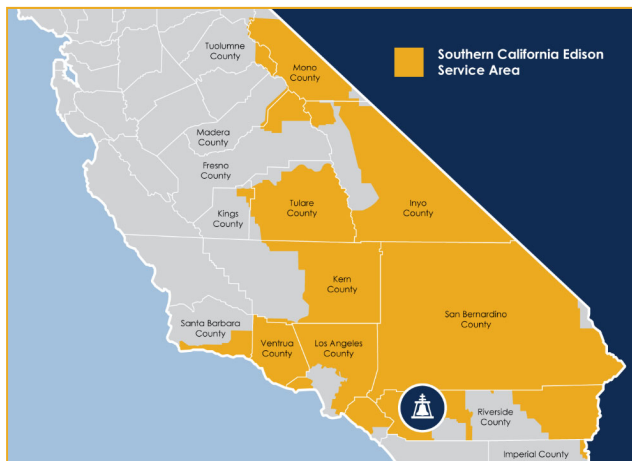 Southern California Edison
Service Area
Tuolumne
County
Mono
County
Madera
County
Fresno
County
Kings
County
Tulare
County
Inyo
County
Kern
County
San Bernardino
County
Santa Barbara
County
Ventrua
County
Los Angeles
County
Riverside
County
Imperial County